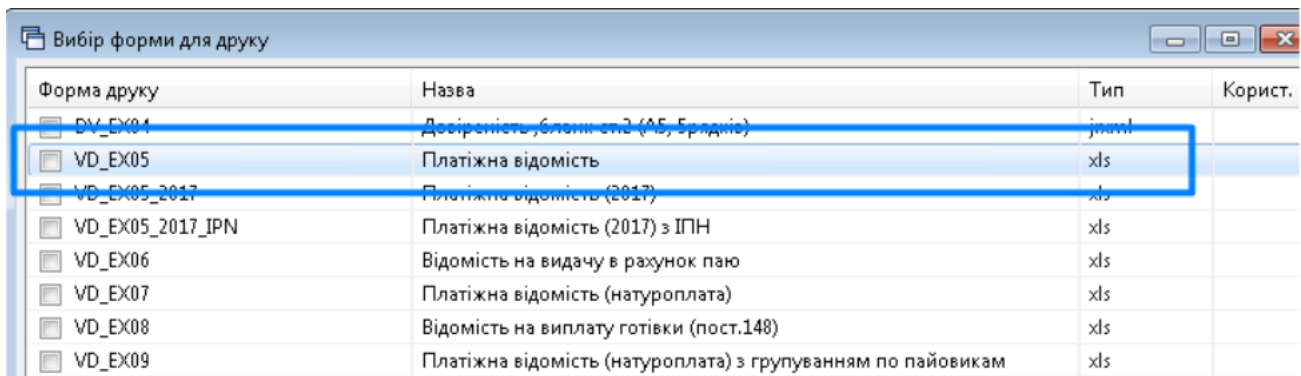 Вибір форми для друку
Форма друку Назва Тип Корист.
DV_EX04 Довіреність ,бланк ст.2 (А5, 5рядків) jrxml
VD_EX05 Платіжна відомість xls
VD_EX05_2017 Платіжна відомість (2017) xls
VD_EX05_2017_IPN Платіжна відомість (2017) з ІПН xls
VD_EX06 Відомість на видачу в рахунок паю xls
VD_EX07 Платіжна відомість (натуроплата) xls
VD_EX08 Відомість на виплату готівки (пост.148) xls
VD_EX09 Платіжна відомість (натуроплата) з групуванням по пайовикам xls